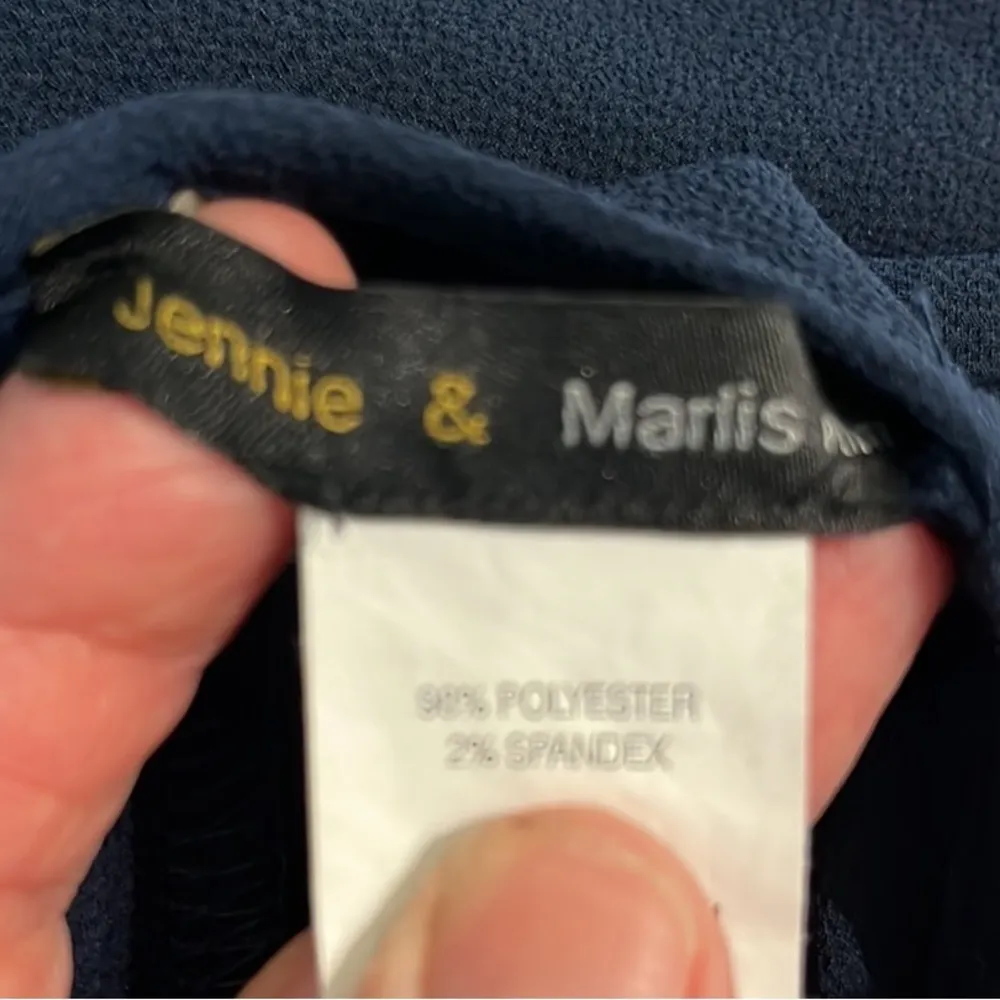 Jennie & Marlis
98% POLYESTER
2% SPANDEX